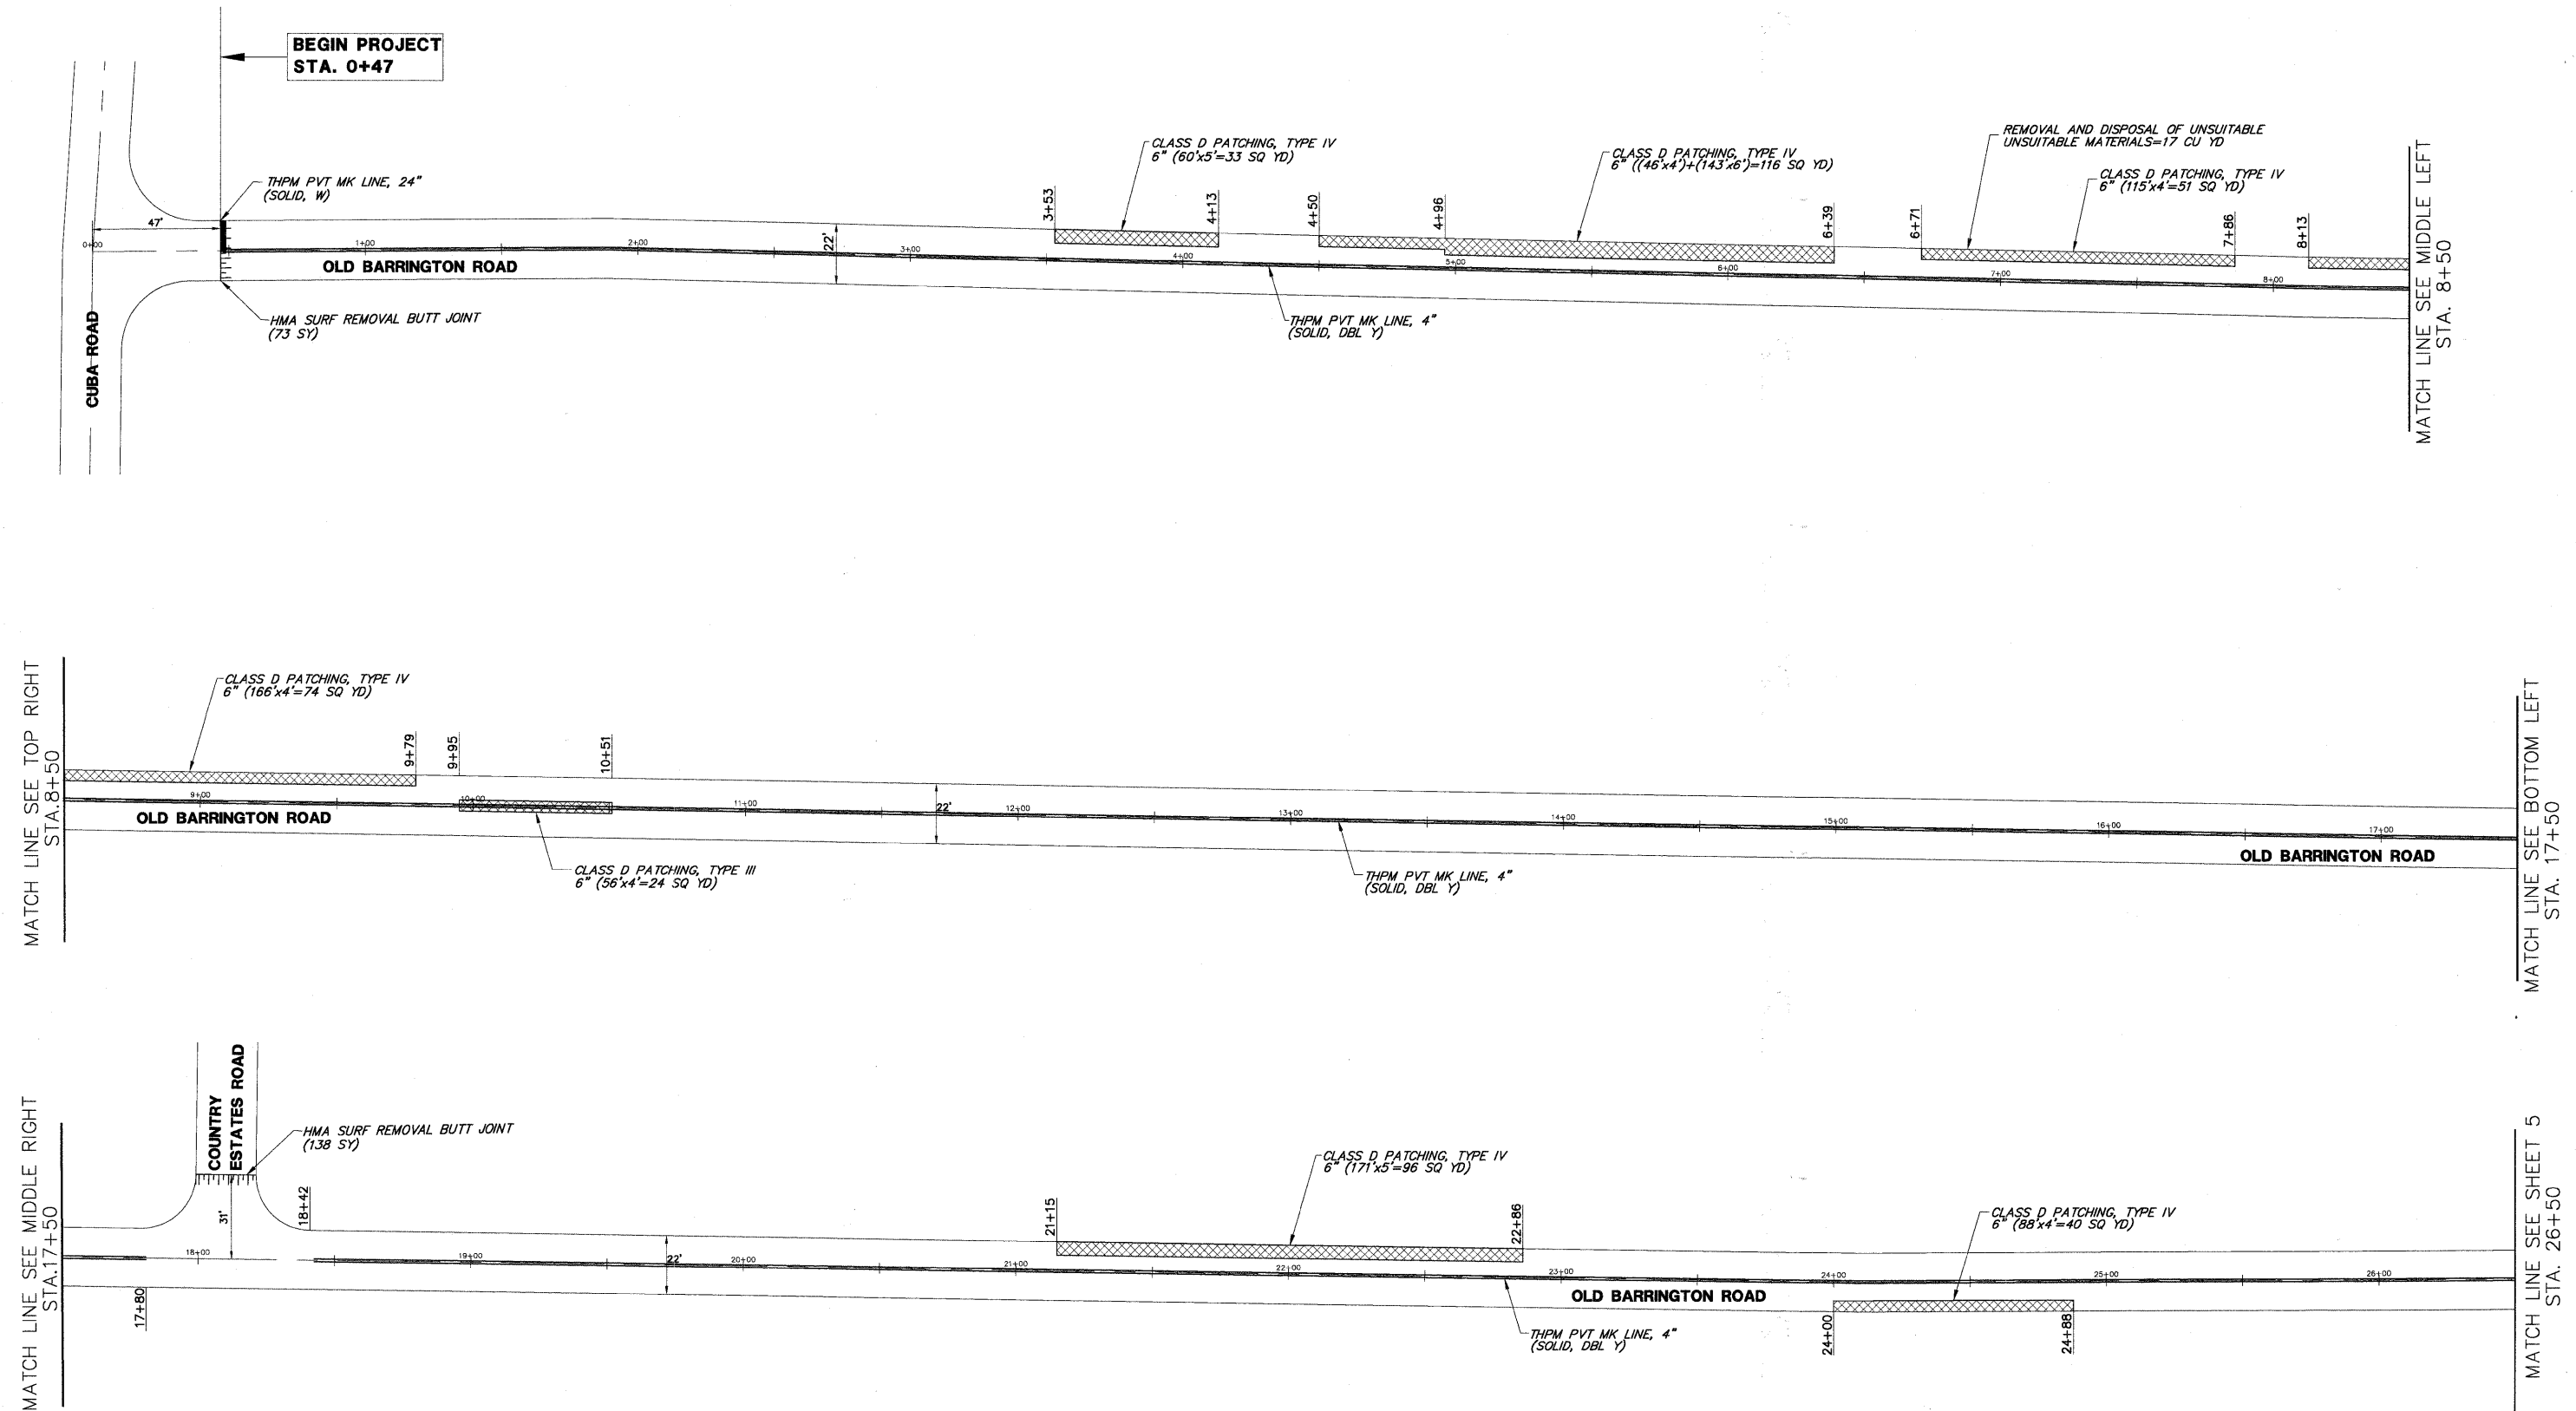 BEGIN PROJECT
STA. 0+47
THPM PVT MK LINE, 24"
(SOLID, W)
47'
0+00
1+00
2+00
22'
3+00
4+00
5+00
6+00
7+00
8+00
OLD BARRINGTON ROAD
CUBA ROAD
HMA SURF REMOVAL BUTT JOINT
(73 SY)
CLASS D PATCHING, TYPE IV
6" (60'x5'=33 SQ YD)
3+53
4+13
4+50
4+96
CLASS D PATCHING, TYPE IV
6" ((46'x4')+(143'x6')=116 SQ YD)
6+39
6+71
REMOVAL AND DISPOSAL OF UNSUITABLE
UNSUITABLE MATERIALS=17 CU YD
CLASS D PATCHING, TYPE IV
6" (115'x4'=51 SQ YD)
7+86
8+13
THPM PVT MK LINE, 4"
(SOLID, DBL Y)
MATCH LINE SEE MIDDLE LEFT
STA. 8+50
MATCH LINE SEE TOP RIGHT
STA.8+50
CLASS D PATCHING, TYPE IV
6" (166'x4'=74 SQ YD)
9+79
9+95
10+51
9+00
10+00
11+00
22'
12+00
13+00
14+00
15+00
16+00
17+00
OLD BARRINGTON ROAD
CLASS D PATCHING, TYPE III
6" (56'x4'=24 SQ YD)
THPM PVT MK LINE, 4"
(SOLID, DBL Y)
OLD BARRINGTON ROAD
MATCH LINE SEE BOTTOM LEFT
STA. 17+50
MATCH LINE SEE MIDDLE RIGHT
STA.17+50
COUNTRY
ESTATES ROAD
HMA SURF REMOVAL BUTT JOINT
(138 SY)
31'
18+42
17+80
18+00
19+00
22'
20+00
21+00
22+00
23+00
24+00
25+00
26+00
21+15
CLASS D PATCHING, TYPE IV
6" (171'x5'=96 SQ YD)
22+86
CLASS D PATCHING, TYPE IV
6" (88'x4'=40 SQ YD)
OLD BARRINGTON ROAD
THPM PVT MK LINE, 4"
(SOLID, DBL Y)
24+00
24+88
MATCH LINE SEE SHEET 5
STA. 26+50